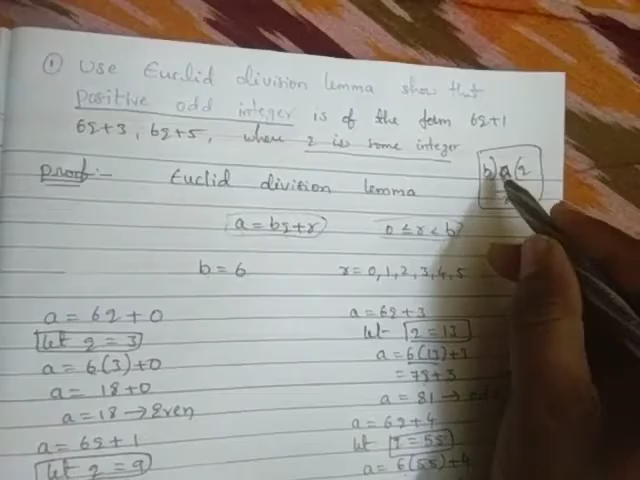 ① Use Euclid division lemma show that
positive odd integer is of the form 6q+1
6q+3, 6q+5, where q is some integer
Proof:- Euclid division lemma
b)a(q
a = bq+r 0 ≤ r < b
b = 6 r = 0, 1, 2, 3, 4, 5
a = 6q + 0
let q = 3
a = 6(3) + 0
a = 18+0
a = 18 → Even
a = 6q + 1
let q = 9
a = 6q + 3
let q = 13
a = 6(13)+3
= 78+3
a = 81 → odd
a = 6q + 4
let q = 55
a = 6(55)+4